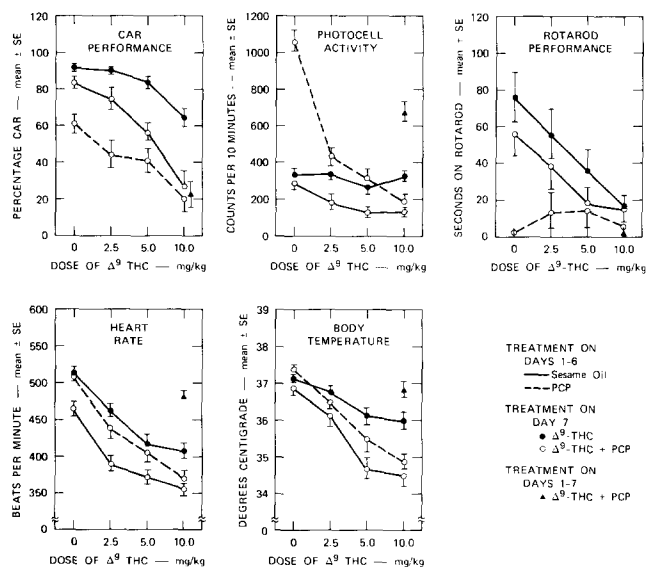 CAR
PERFORMANCE
PERCENTAGE CAR — mean ± SE
120
100
80
60
40
20
0
0 2.5 5.0 10.0
DOSE OF Δ⁹ THC — mg/kg
PHOTOCELL
ACTIVITY
COUNTS PER 10 MINUTES -- mean ± SE
1200
1000
800
600
400
200
0 2.5 5.0 10.0
DOSE OF Δ⁹ THC --- mg/kg
ROTAROD
PERFORMANCE
SECONDS ON ROTAROD — mean + SE
120
100
80
60
40
20
0
0 2.5 5.0 10.0
DOSE OF Δ⁹-THC — mg/kg
HEART
RATE
BEATS PER MINUTE — mean ± SE
600
550
500
450
400
350
0
0 2.5 5.0 10.0
DOSE OF Δ⁹ THC — mg/kg
BODY
TEMPERATURE
DEGREES CENTIGRADE — mean ± SE
39
38
37
36
35
34
0
0 2.5 5.0 10.0
DOSE OF Δ⁹ THC — mg/kg
TREATMENT ON
DAYS 1-6
Sesame Oil
PCP
TREATMENT ON
DAY 7
● Δ⁹-THC
○ Δ⁹-THC + PCP
TREATMENT ON
DAYS 1-7
▲ Δ⁹-THC + PCP